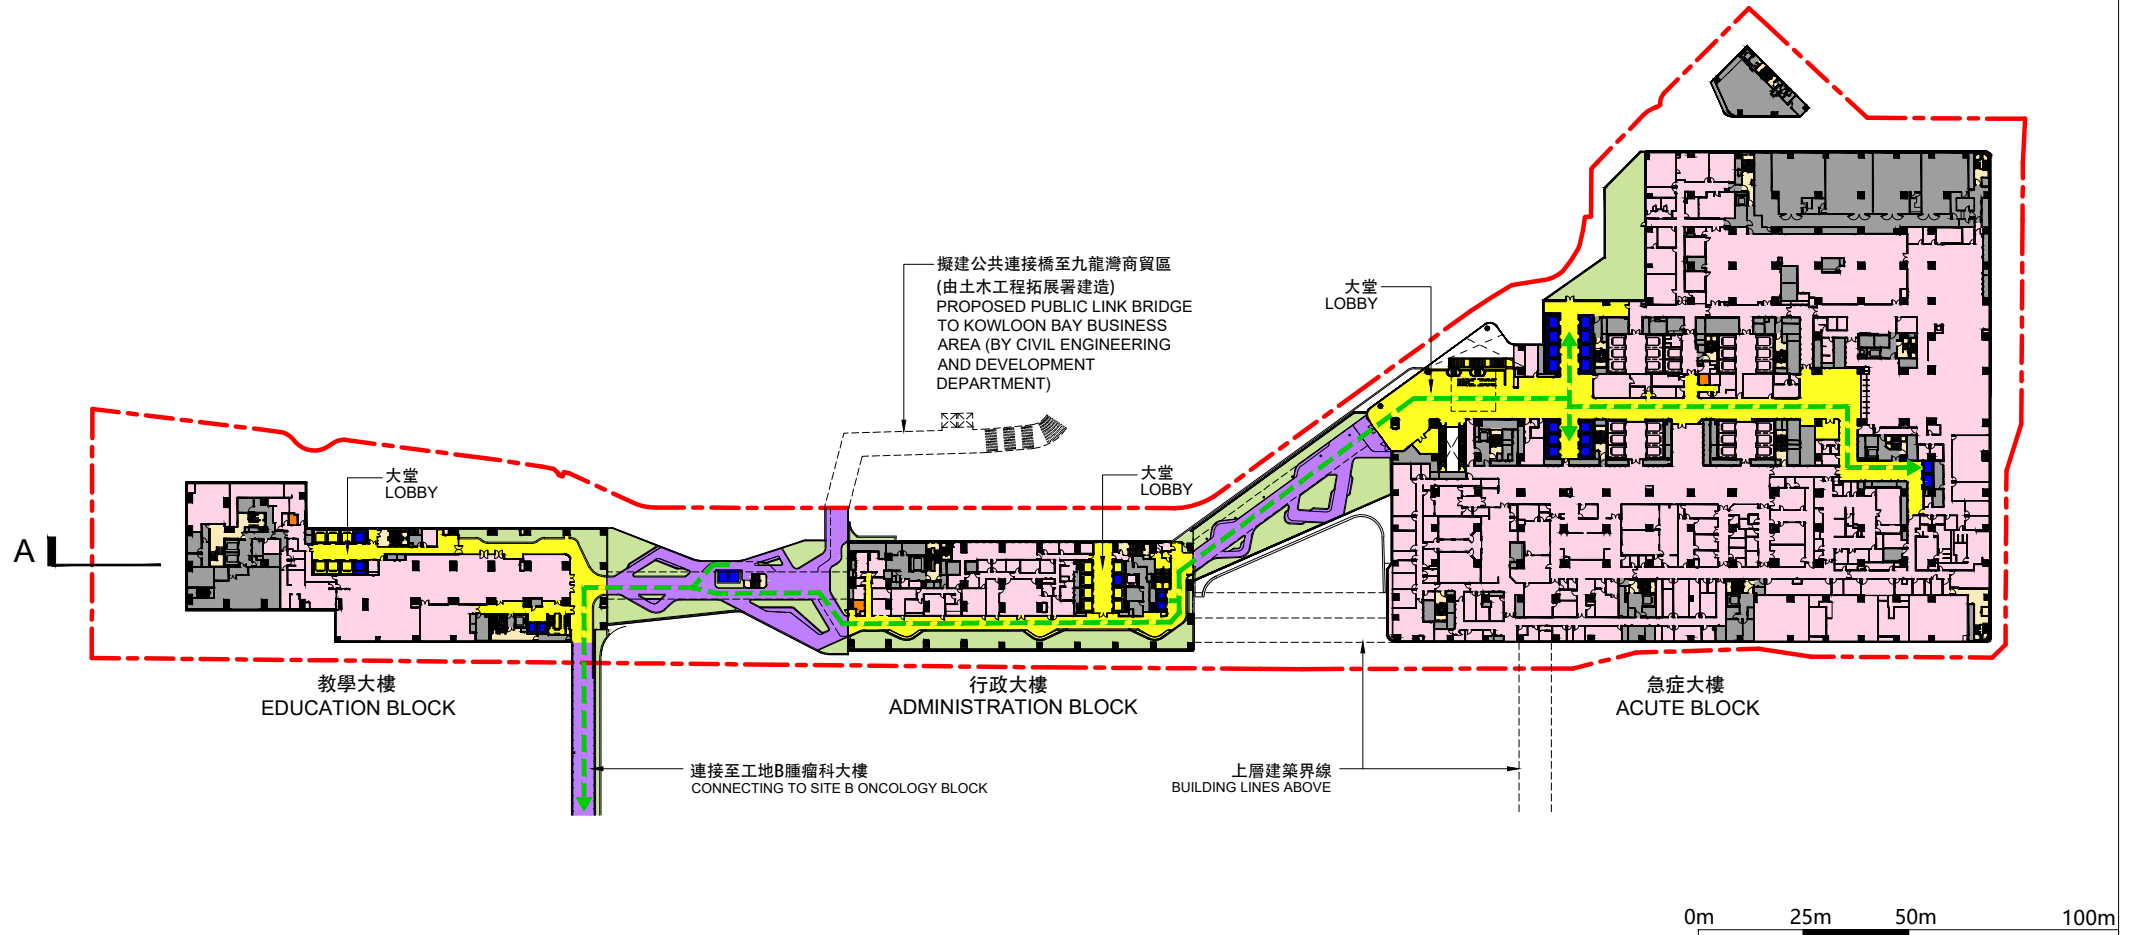 擬建公共連接橋至九龍灣商貿區
(由土木工程拓展署建造)
PROPOSED PUBLIC LINK BRIDGE
TO KOWLOON BAY BUSINESS
AREA (BY CIVIL ENGINEERING
AND DEVELOPMENT
DEPARTMENT)
大堂
LOBBY
大堂
LOBBY
大堂
LOBBY
A
教學大樓
EDUCATION BLOCK
行政大樓
ADMINISTRATION BLOCK
急症大樓
ACUTE BLOCK
連接至工地B腫瘤科大樓
CONNECTING TO SITE B ONCOLOGY BLOCK
上層建築界線
BUILDING LINES ABOVE
0m 25m 50m 100m